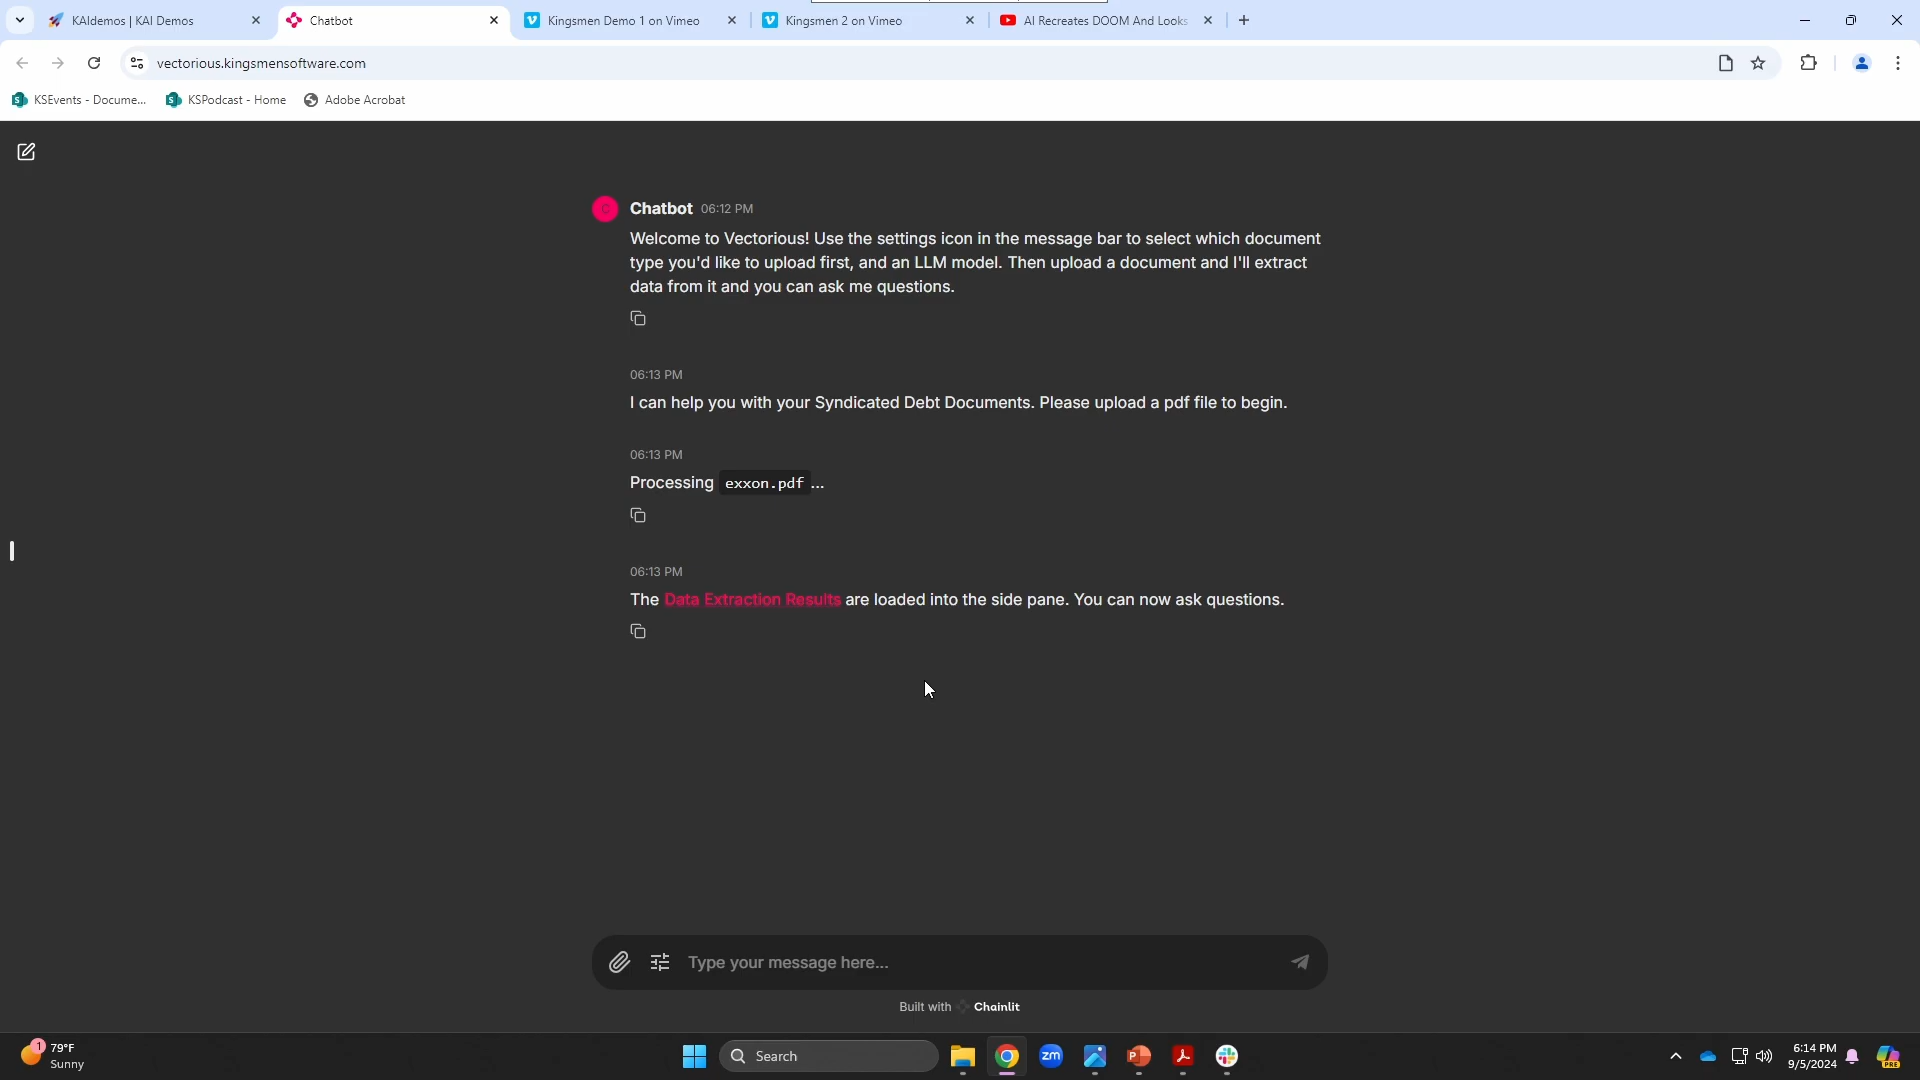 KAIdemos | KAI Demos
Chatbot
Kingsmen Demo 1 on Vimeo
Kingsmen 2 on Vimeo
AI Recreates DOOM And Looks
vectorious.kingsmensoftware.com
KSEvents - Docume...
KSPodcast - Home
Adobe Acrobat
C
Chatbot 06:12 PM
Welcome to Vectorious! Use the settings icon in the message bar to select which document
type you'd like to upload first, and an LLM model. Then upload a document and I'll extract
data from it and you can ask me questions.
06:13 PM
I can help you with your Syndicated Debt Documents. Please upload a pdf file to begin.
06:13 PM
Processing exxon.pdf ...
06:13 PM
The Data Extraction Results are loaded into the side pane. You can now ask questions.
Type your message here...
Built with Chainlit
1
79°F
Sunny
Search
zm
6:14 PM
9/5/2024
PRE